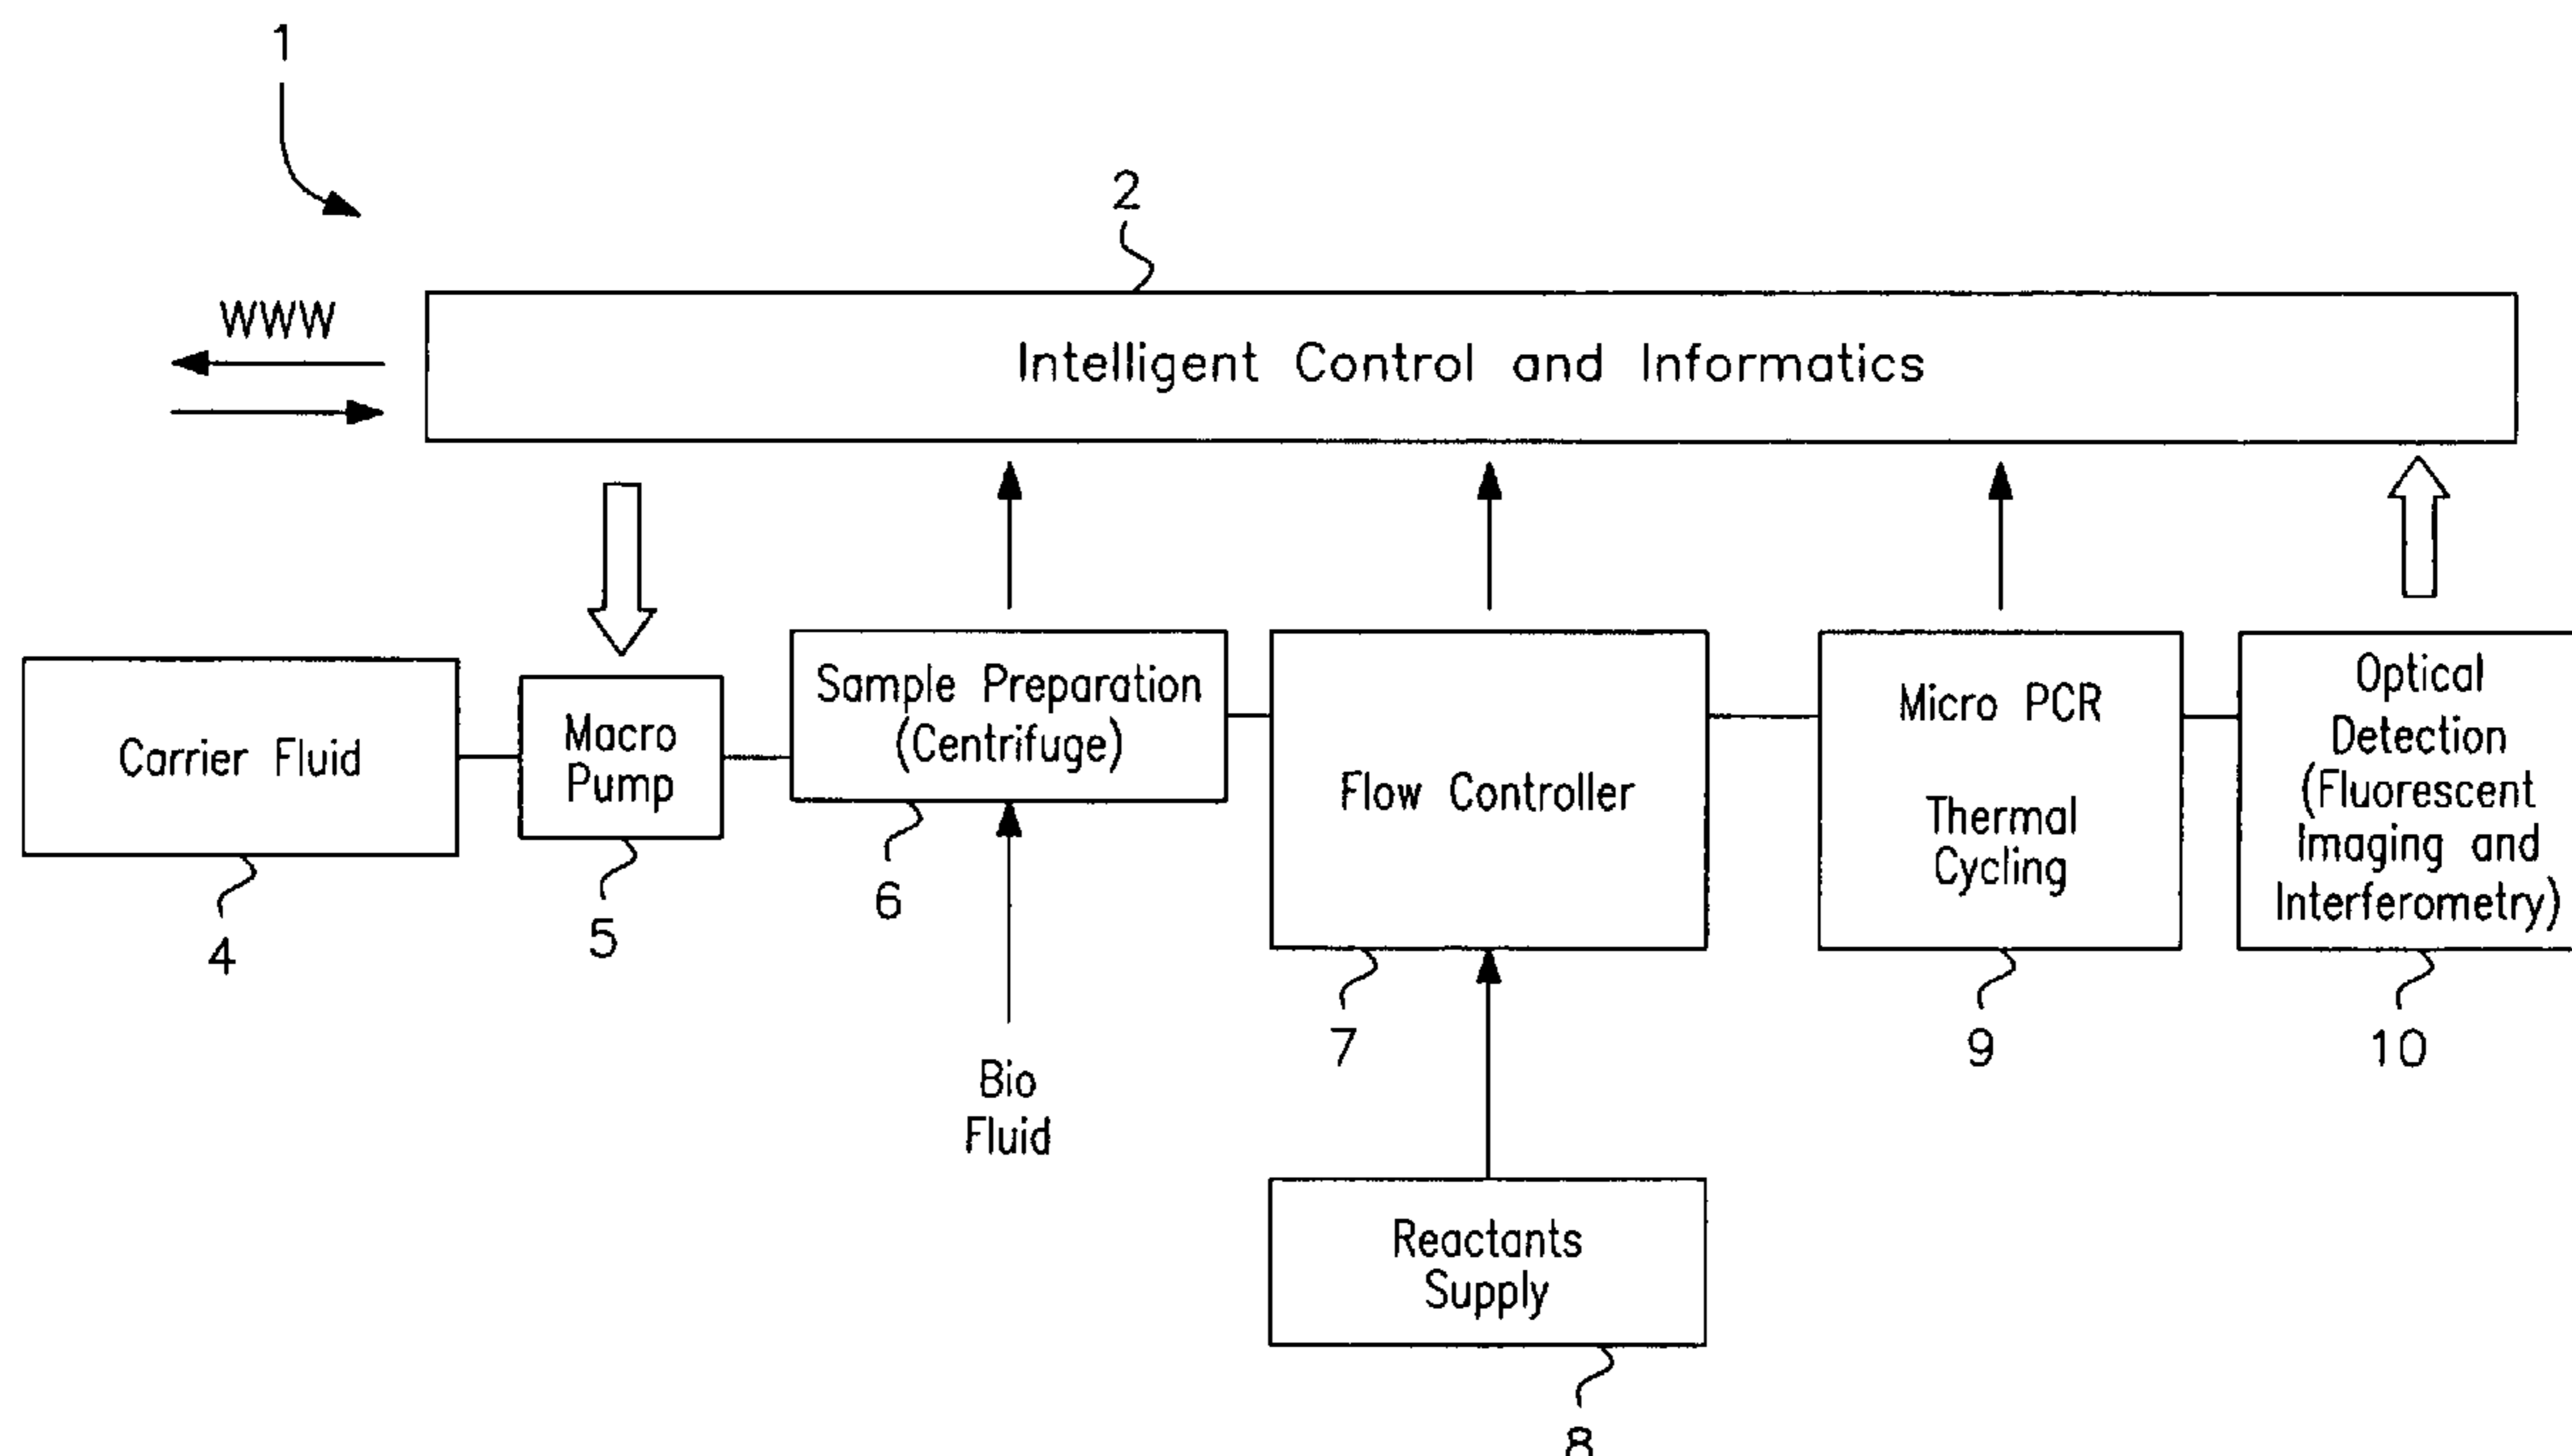 1
2
WWW
Intelligent Control and Informatics
Carrier Fluid
4
Macro
Pump
5
Sample Preparation
(Centrifuge)
6
Bio
Fluid
Flow Controller
7
Reactants
Supply
8
Micro PCR
Thermal
Cycling
9
Optical
Detection
(Fluorescent
Imaging and
Interferometry)
10